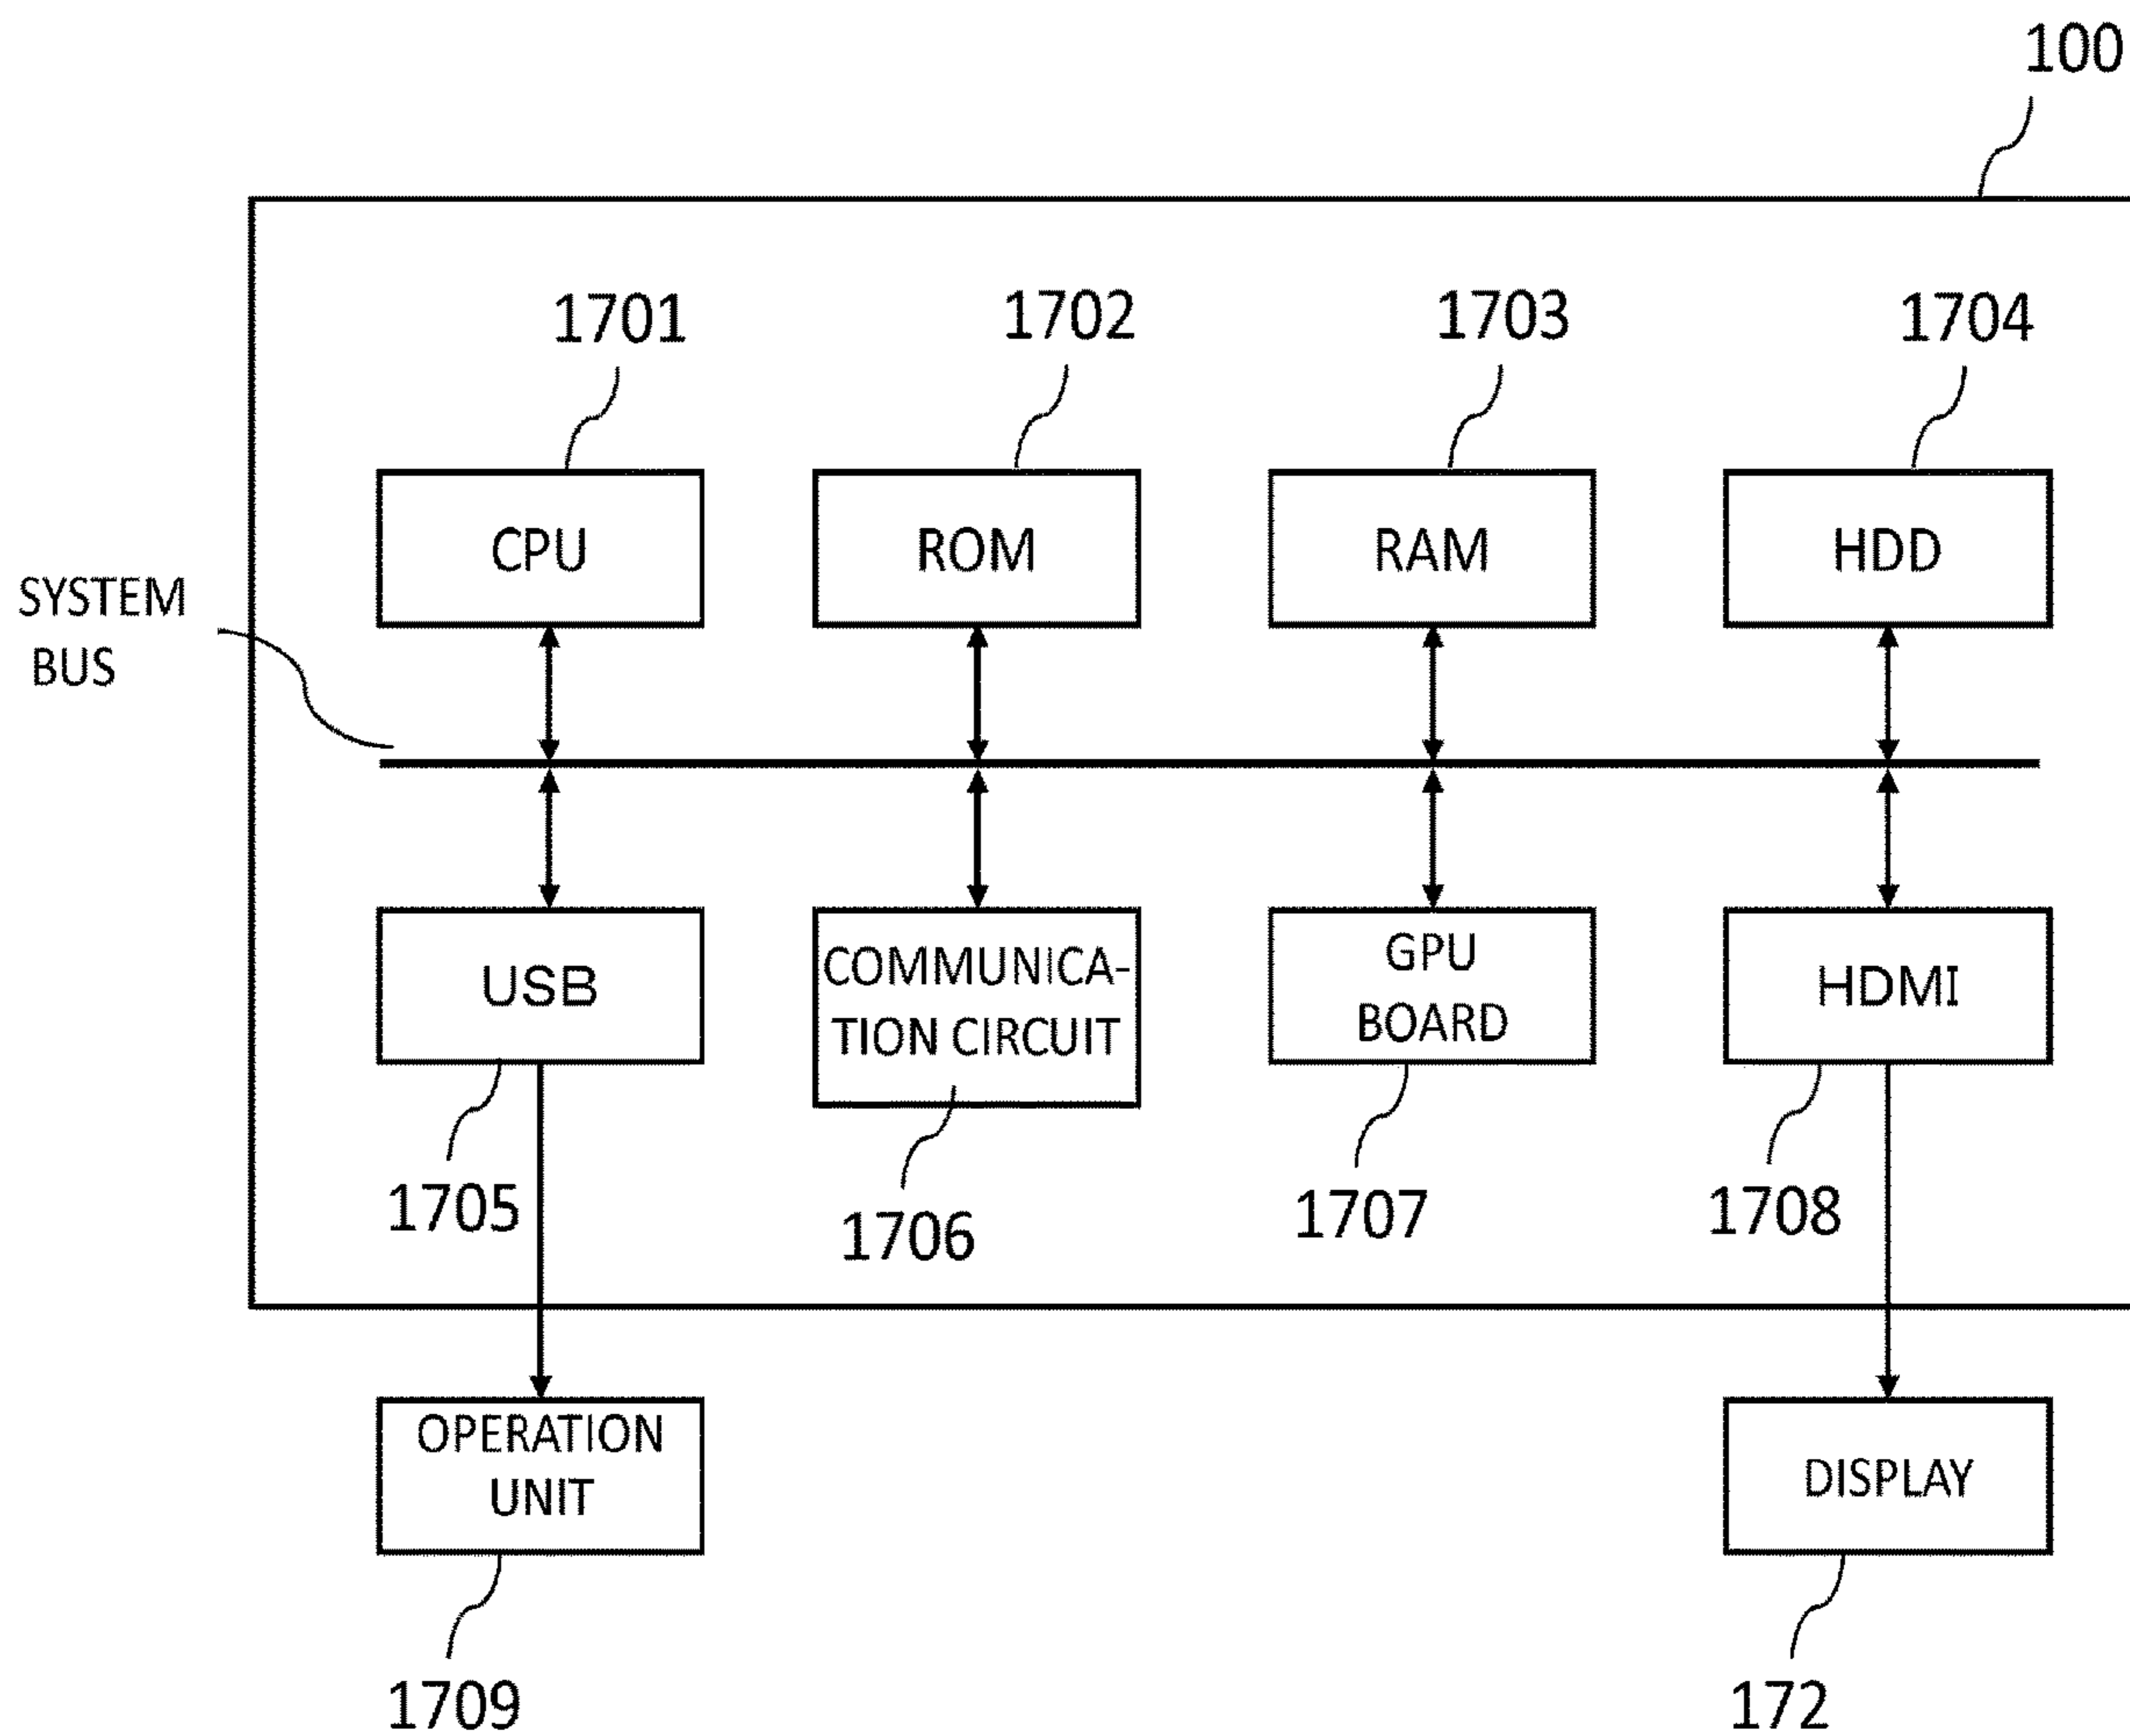 100
1701
1702
1703
1704
CPU
ROM
RAM
HDD
SYSTEM
BUS
USB
COMMUNICA-
TION CIRCUIT
GPU
BOARD
HDMI
1705
1706
1707
1708
OPERATION
UNIT
DISPLAY
1709
172